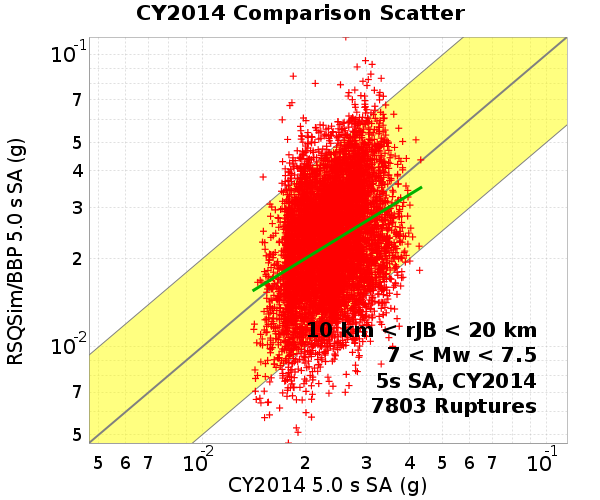 CY2014 Comparison Scatter
RSQSim/BBP 5.0 s SA (g)
10⁻¹
7
5
4
3
2
10⁻²
7
5
10 km < rJB < 20 km
7 < Mw < 7.5
5s SA, CY2014
7803 Ruptures
5 6 7 10⁻² 2 3 4 5 6 7 10⁻¹
CY2014 5.0 s SA (g)